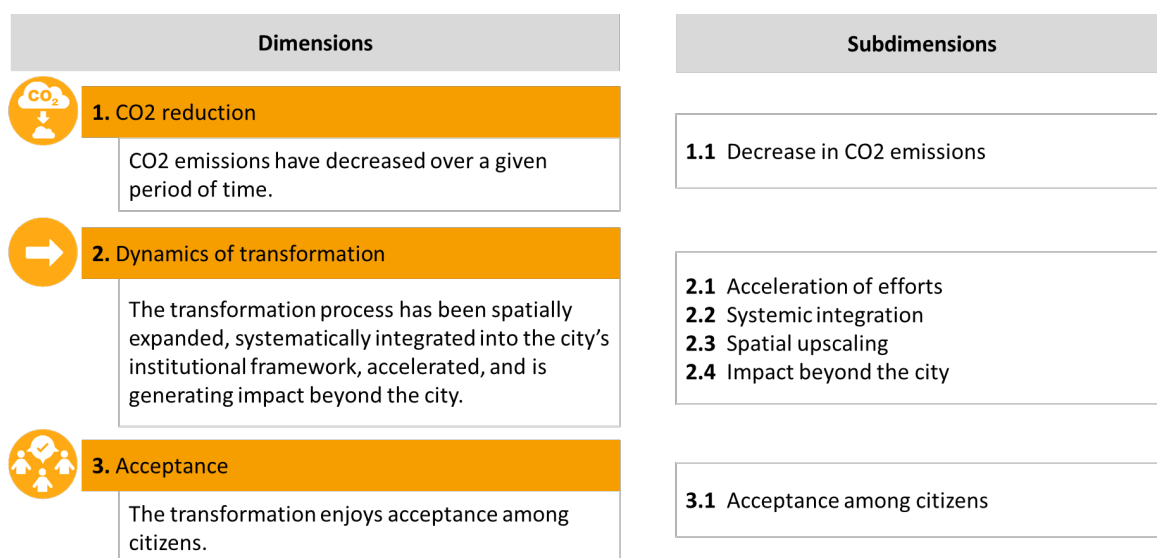 Dimensions
Subdimensions
CO2
1. CO2 reduction
CO2 emissions have decreased over a given
period of time.
1.1 Decrease in CO2 emissions
2. Dynamics of transformation
The transformation process has been spatially
expanded, systematically integrated into the city's
institutional framework, accelerated, and is
generating impact beyond the city.
2.1 Acceleration of efforts
2.2 Systemic integration
2.3 Spatial upscaling
2.4 Impact beyond the city
3. Acceptance
The transformation enjoys acceptance among
citizens.
3.1 Acceptance among citizens